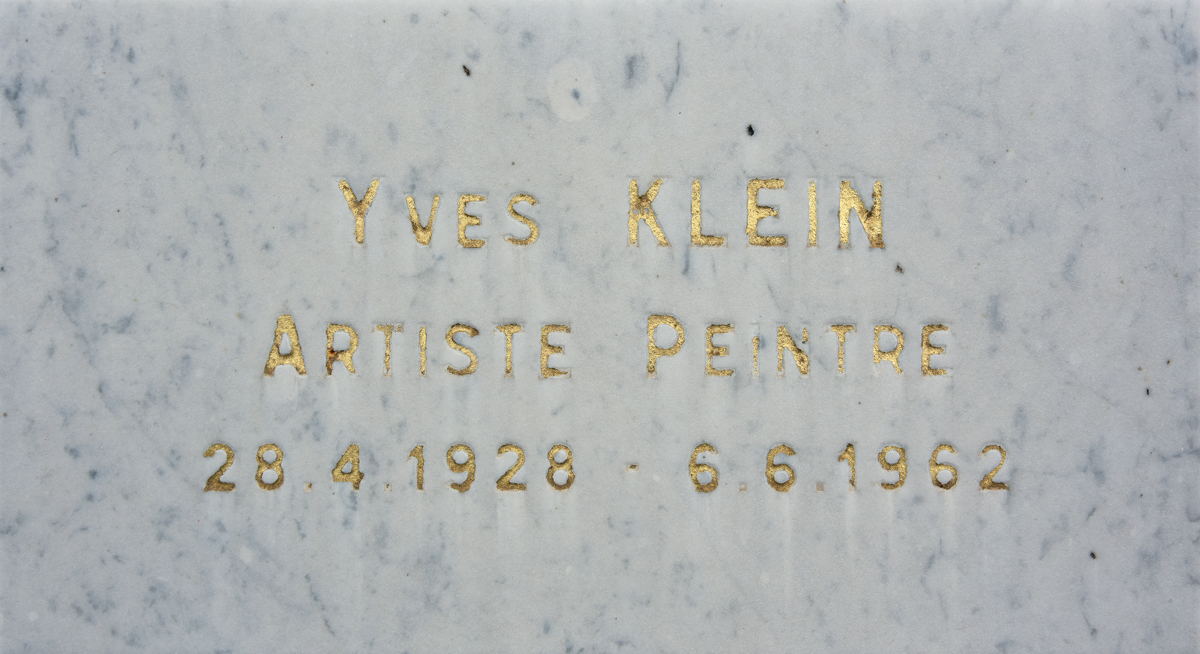 YVES KLEIN
ARTISTE PEINTRE
28.4.1928 · 6.6.1962